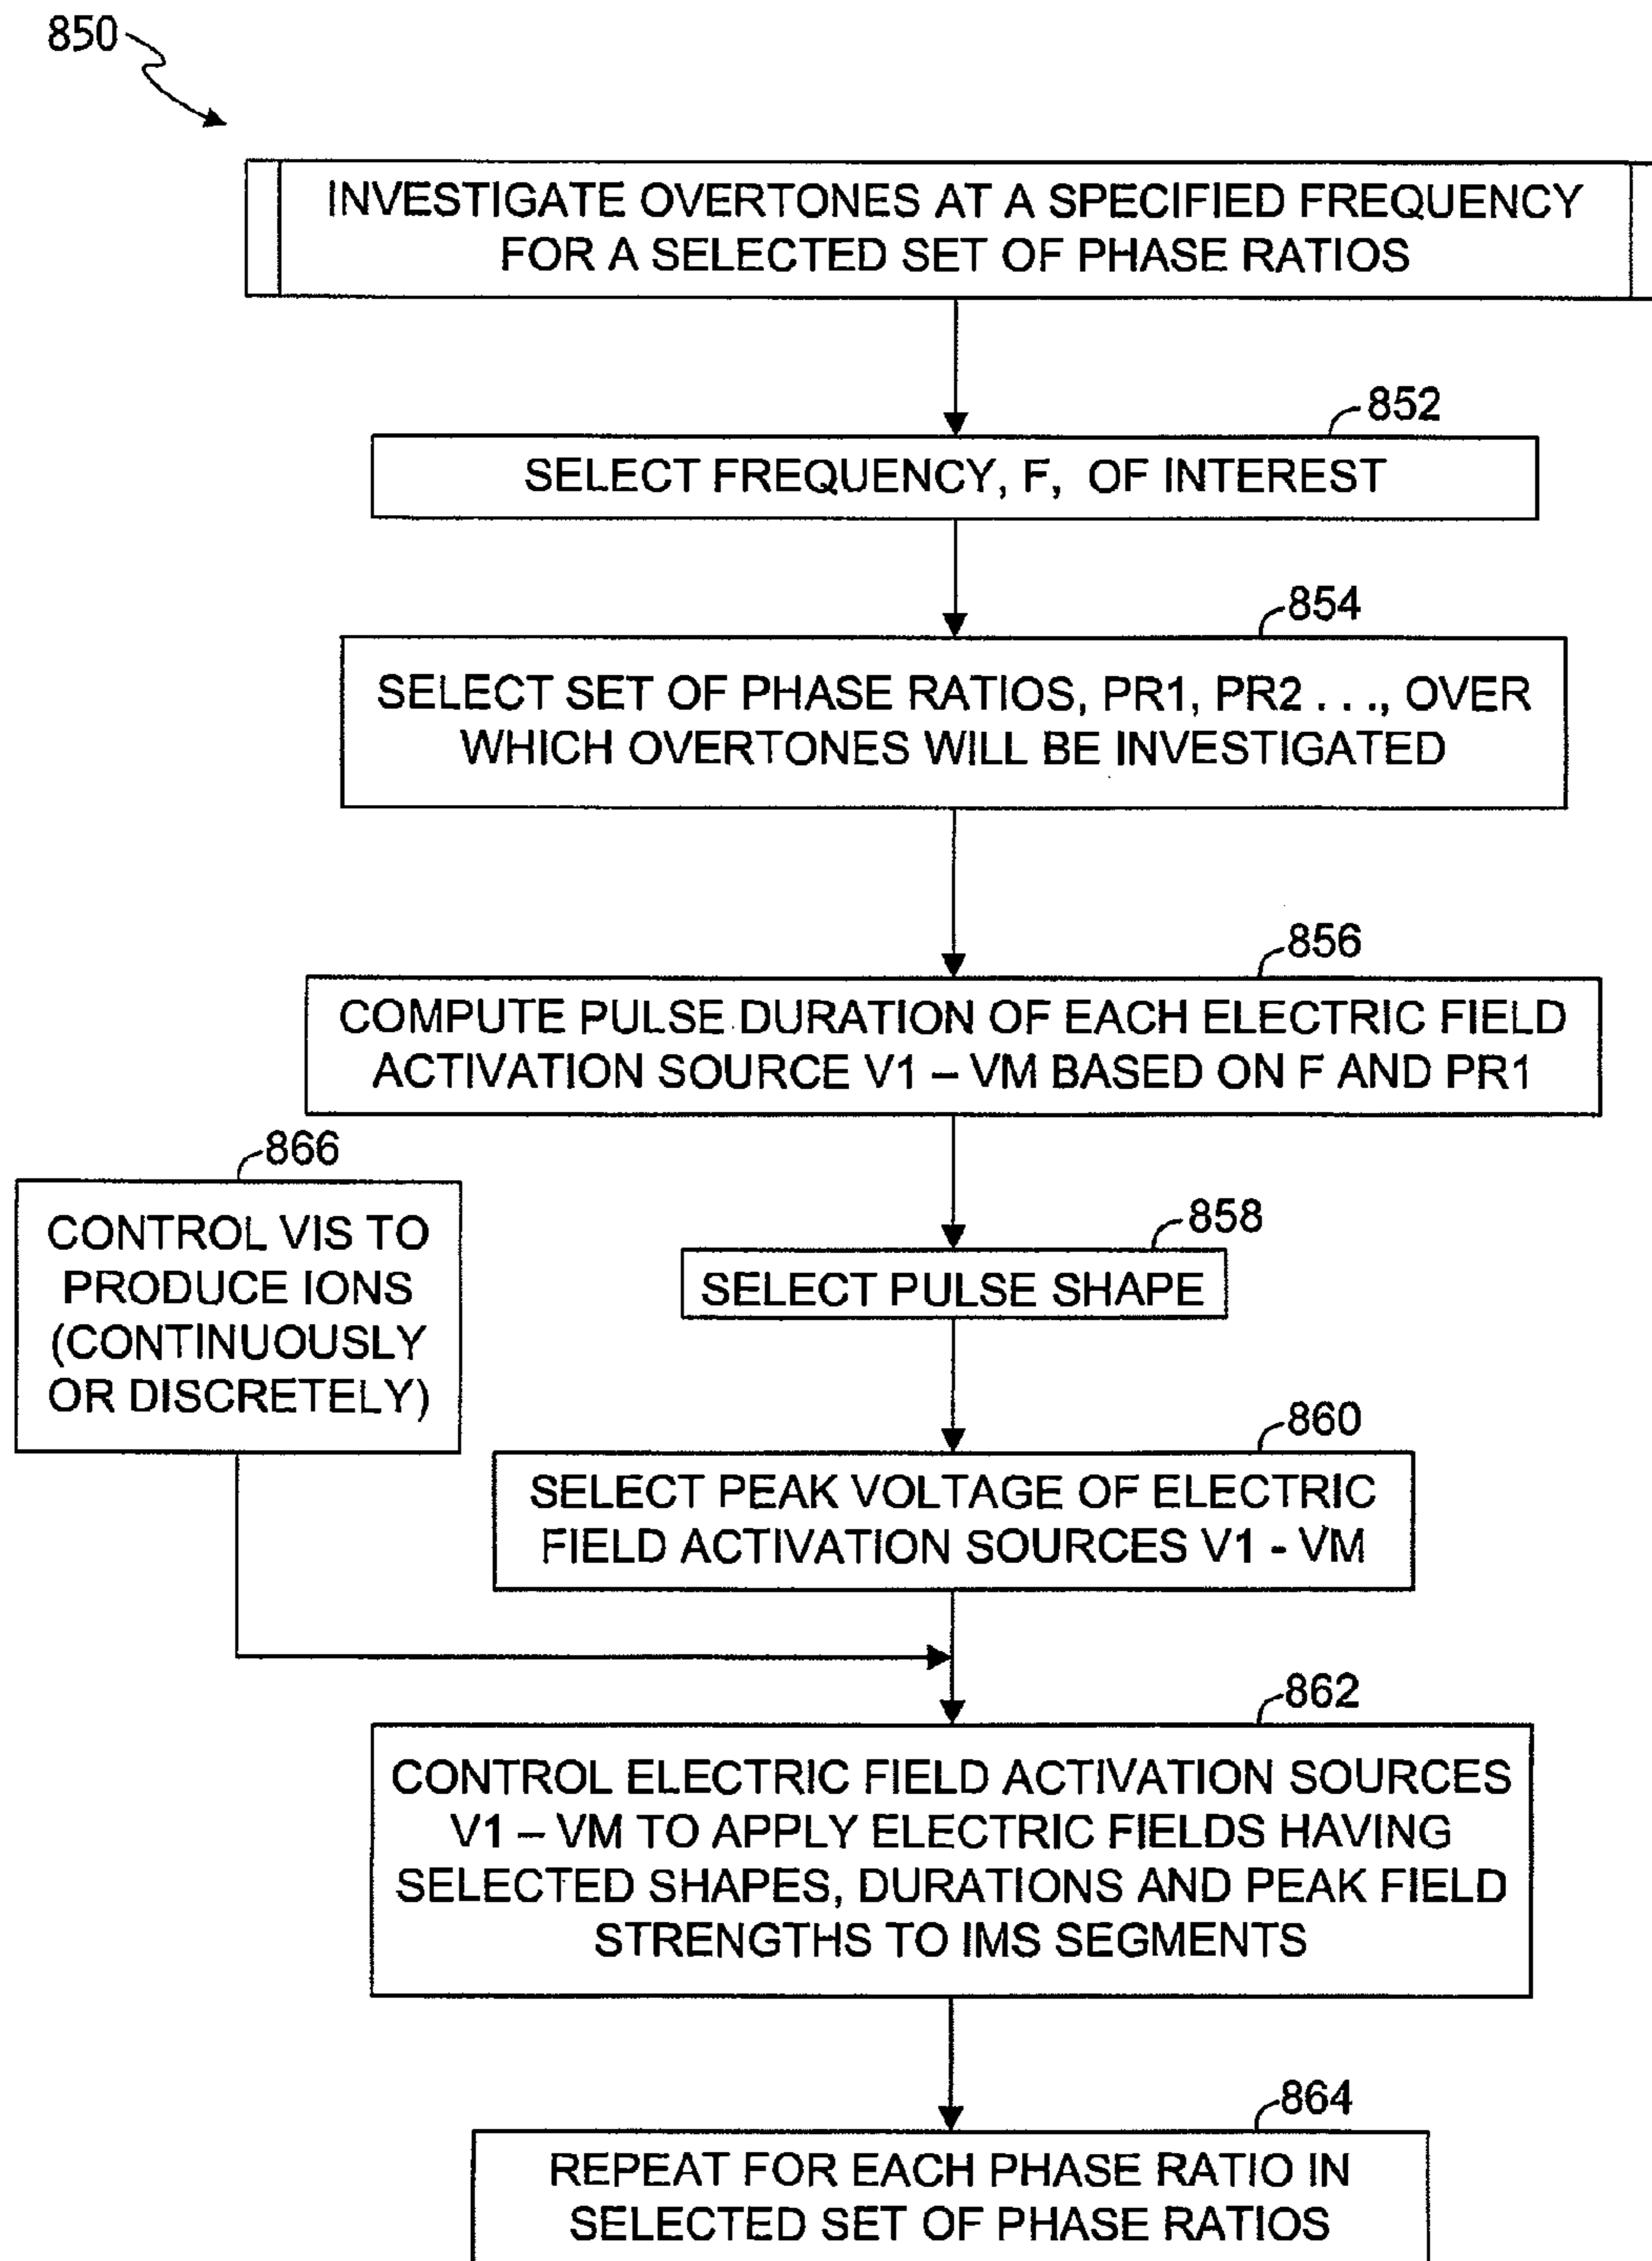 850
INVESTIGATE OVERTONES AT A SPECIFIED FREQUENCY
FOR A SELECTED SET OF PHASE RATIOS
852
SELECT FREQUENCY, F, OF INTEREST
854
SELECT SET OF PHASE RATIOS, PR1, PR2 . . ., OVER
WHICH OVERTONES WILL BE INVESTIGATED
856
COMPUTE PULSE DURATION OF EACH ELECTRIC FIELD
ACTIVATION SOURCE V1 – VM BASED ON F AND PR1
866
CONTROL VIS TO
PRODUCE IONS
(CONTINUOUSLY
OR DISCRETELY)
858
SELECT PULSE SHAPE
860
SELECT PEAK VOLTAGE OF ELECTRIC
FIELD ACTIVATION SOURCES V1 - VM
862
CONTROL ELECTRIC FIELD ACTIVATION SOURCES
V1 – VM TO APPLY ELECTRIC FIELDS HAVING
SELECTED SHAPES, DURATIONS AND PEAK FIELD
STRENGTHS TO IMS SEGMENTS
864
REPEAT FOR EACH PHASE RATIO IN
SELECTED SET OF PHASE RATIOS